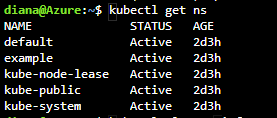 diana@Azure:~$ kubectl get ns
NAME STATUS AGE
default Active 2d3h
example Active 2d3h
kube-node-lease Active 2d3h
kube-public Active 2d3h
kube-system Active 2d3h